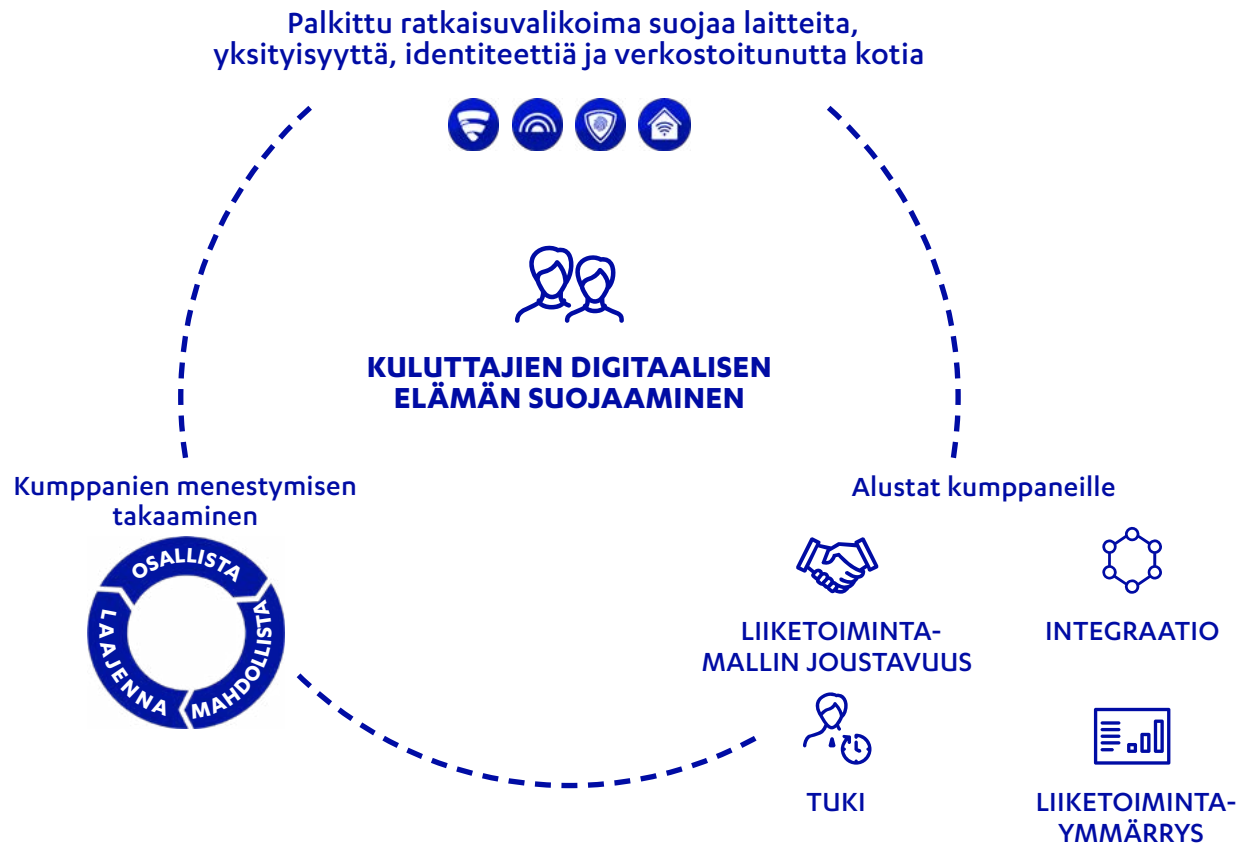 Palkittu ratkaisuvalikoima suojaa laitteita,
yksityisyyttä, identiteettiä ja verkostoitunutta kotia
KULUTTAJIEN DIGITAALISEN
ELÄMÄN SUOJAAMINEN
Kumppanien menestymisen
takaaminen
OSALLISTA
MAHDOLLISTA
LAAJENNA
Alustat kumppaneille
LIIKETOIMINTA-
MALLIN JOUSTAVUUS
INTEGRAATIO
TUKI
LIIKETOIMINTA-
YMMÄRRYS